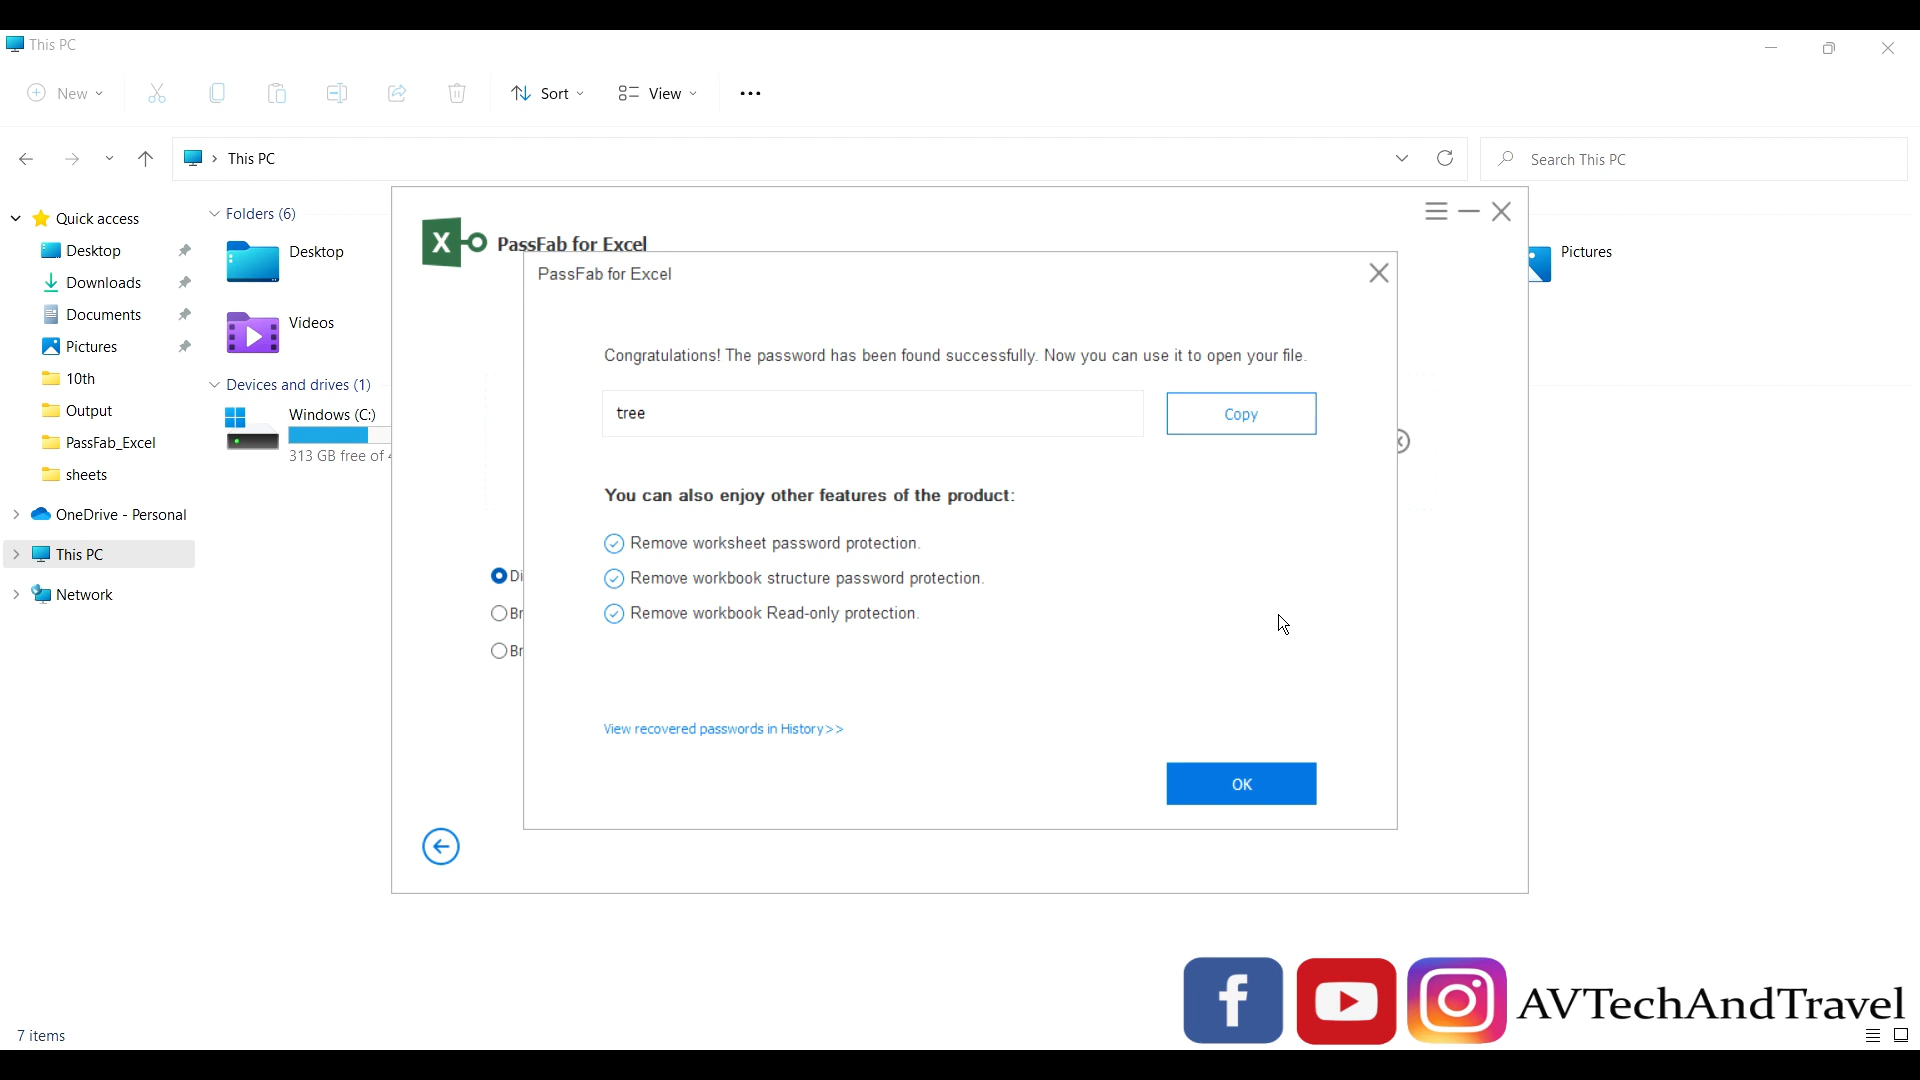 This PC
New
Sort
View
This PC
Search This PC
Quick access
Desktop
Downloads
Documents
Pictures
10th
Output
PassFab_Excel
sheets
OneDrive - Personal
This PC
Network
Folders (6)
Desktop
Videos
Pictures
Devices and drives (1)
Windows (C:)
313 GB free of
X
PassFab for Excel
PassFab for Excel
Congratulations! The password has been found successfully. Now you can use it to open your file.
tree
Copy
You can also enjoy other features of the product:
Remove worksheet password protection.
Remove workbook structure password protection.
Remove workbook Read-only protection.
Di
Br
Br
View recovered passwords in History>>
OK
f
AVTechAndTravel
7 items